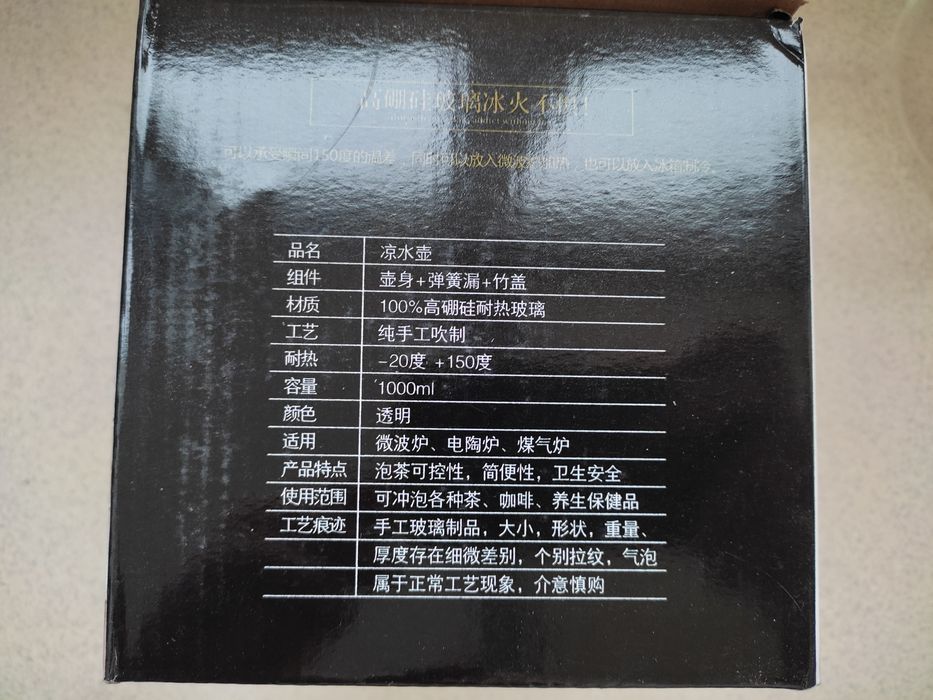 高硼硅玻璃冰火不
可以承受瞬间150度的温差，同时可以放入微波炉加热，也可以放入冰箱制冷。
品名 凉水壶
组件 壶身+弹簧漏+竹盖
材质 100%高硼硅耐热玻璃
工艺 纯手工吹制
耐热 -20度 +150度
容量 1000ml
颜色 透明
适用 微波炉、电陶炉、煤气炉
产品特点 泡茶可控性，简便性，卫生安全
使用范围 可冲泡各种茶、咖啡、养生保健品
工艺痕迹 手工玻璃制品，大小，形状，重量、
厚度存在细微差别，个别拉纹，气泡
属于正常工艺现象，介意慎购